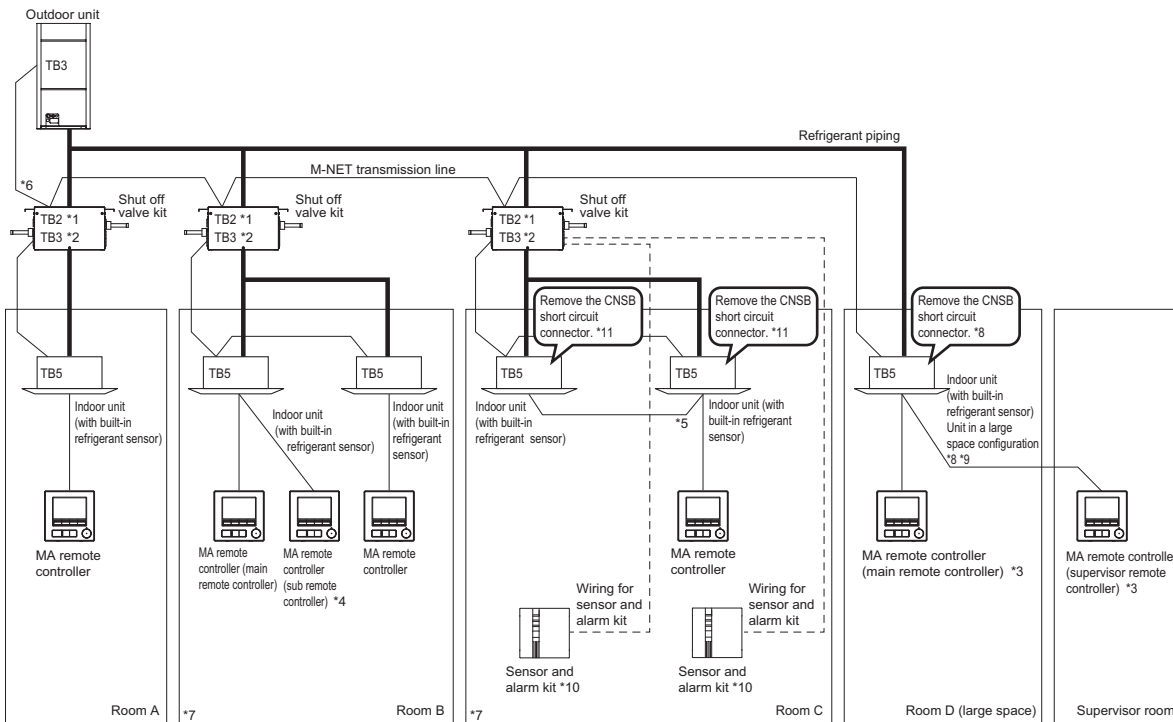 Outdoor unit
TB3
Refrigerant piping
M-NET transmission line
*6
Shut off
valve kit
TB2 *1
TB3 *2
Shut off
valve kit
TB2 *1
TB3 *2
Shut off
valve kit
TB2 *1
TB3 *2
Remove the CNSB
short circuit
connector. *11
Remove the CNSB
short circuit
connector. *11
Remove the CNSB
short circuit
connector. *8
TB5
TB5
TB5
TB5
TB5
TB5
Indoor unit
(with built-in
refrigerant sensor)
Indoor unit
(with built-in
refrigerant sensor)
Indoor unit
(with built-in
refrigerant
sensor)
Indoor unit
(with built-in
refrigerant sensor)
*5
Indoor unit (with
built-in refrigerant
sensor)
Indoor unit
(with built-in
refrigerant sensor)
Unit in a large
space configuration
*8 *9
MA remote
controller
MA remote
controller (main
remote controller)
MA remote
controller
(sub remote
controller) *4
MA remote
controller
MA remote
controller
MA remote controller
(main remote controller) *3
MA remote controlle
(supervisor remote
controller) *3
Wiring for
sensor and
alarm kit
Wiring for
sensor and
alarm kit
Sensor and
alarm kit *10
Sensor and
alarm kit *10
Room A
*7
Room B
*7
Room C
Room D (large space)
Supervisor room